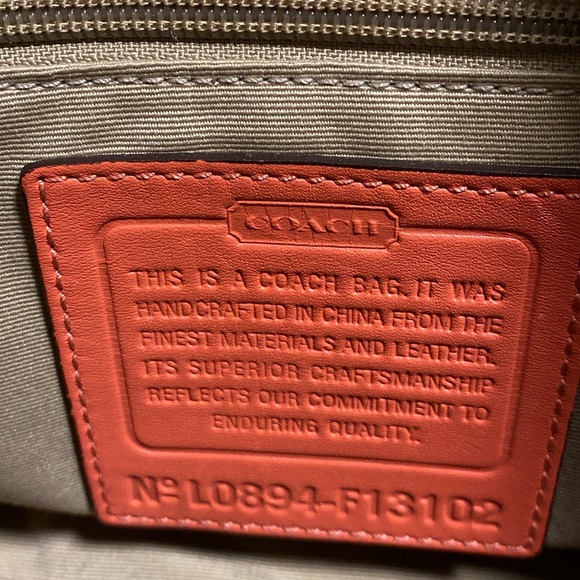 COACH
THIS IS A COACH BAG. IT WAS
HANDCRAFTED IN CHINA FROM THE
FINEST MATERIALS AND LEATHER.
ITS SUPERIOR CRAFTSMANSHIP
REFLECTS OUR COMMITMENT TO
ENDURING QUALITY.
Nº L0894-F13102